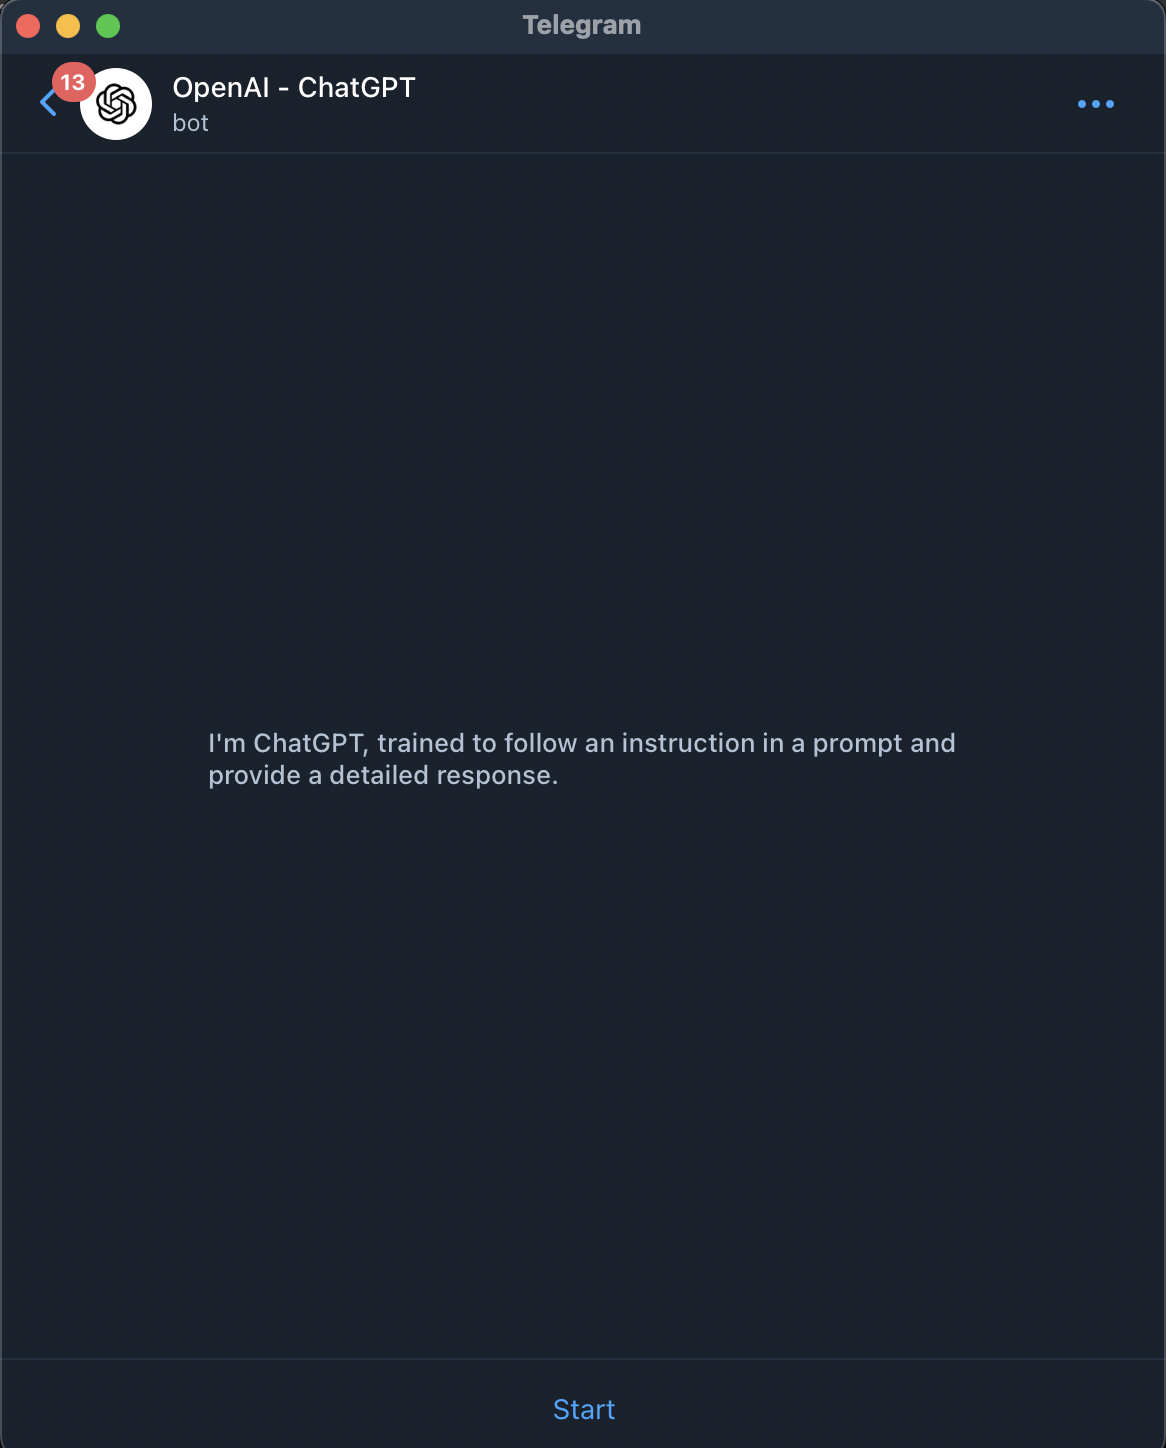 Telegram
13
OpenAI - ChatGPT
bot
I'm ChatGPT, trained to follow an instruction in a prompt and
provide a detailed response.
Start